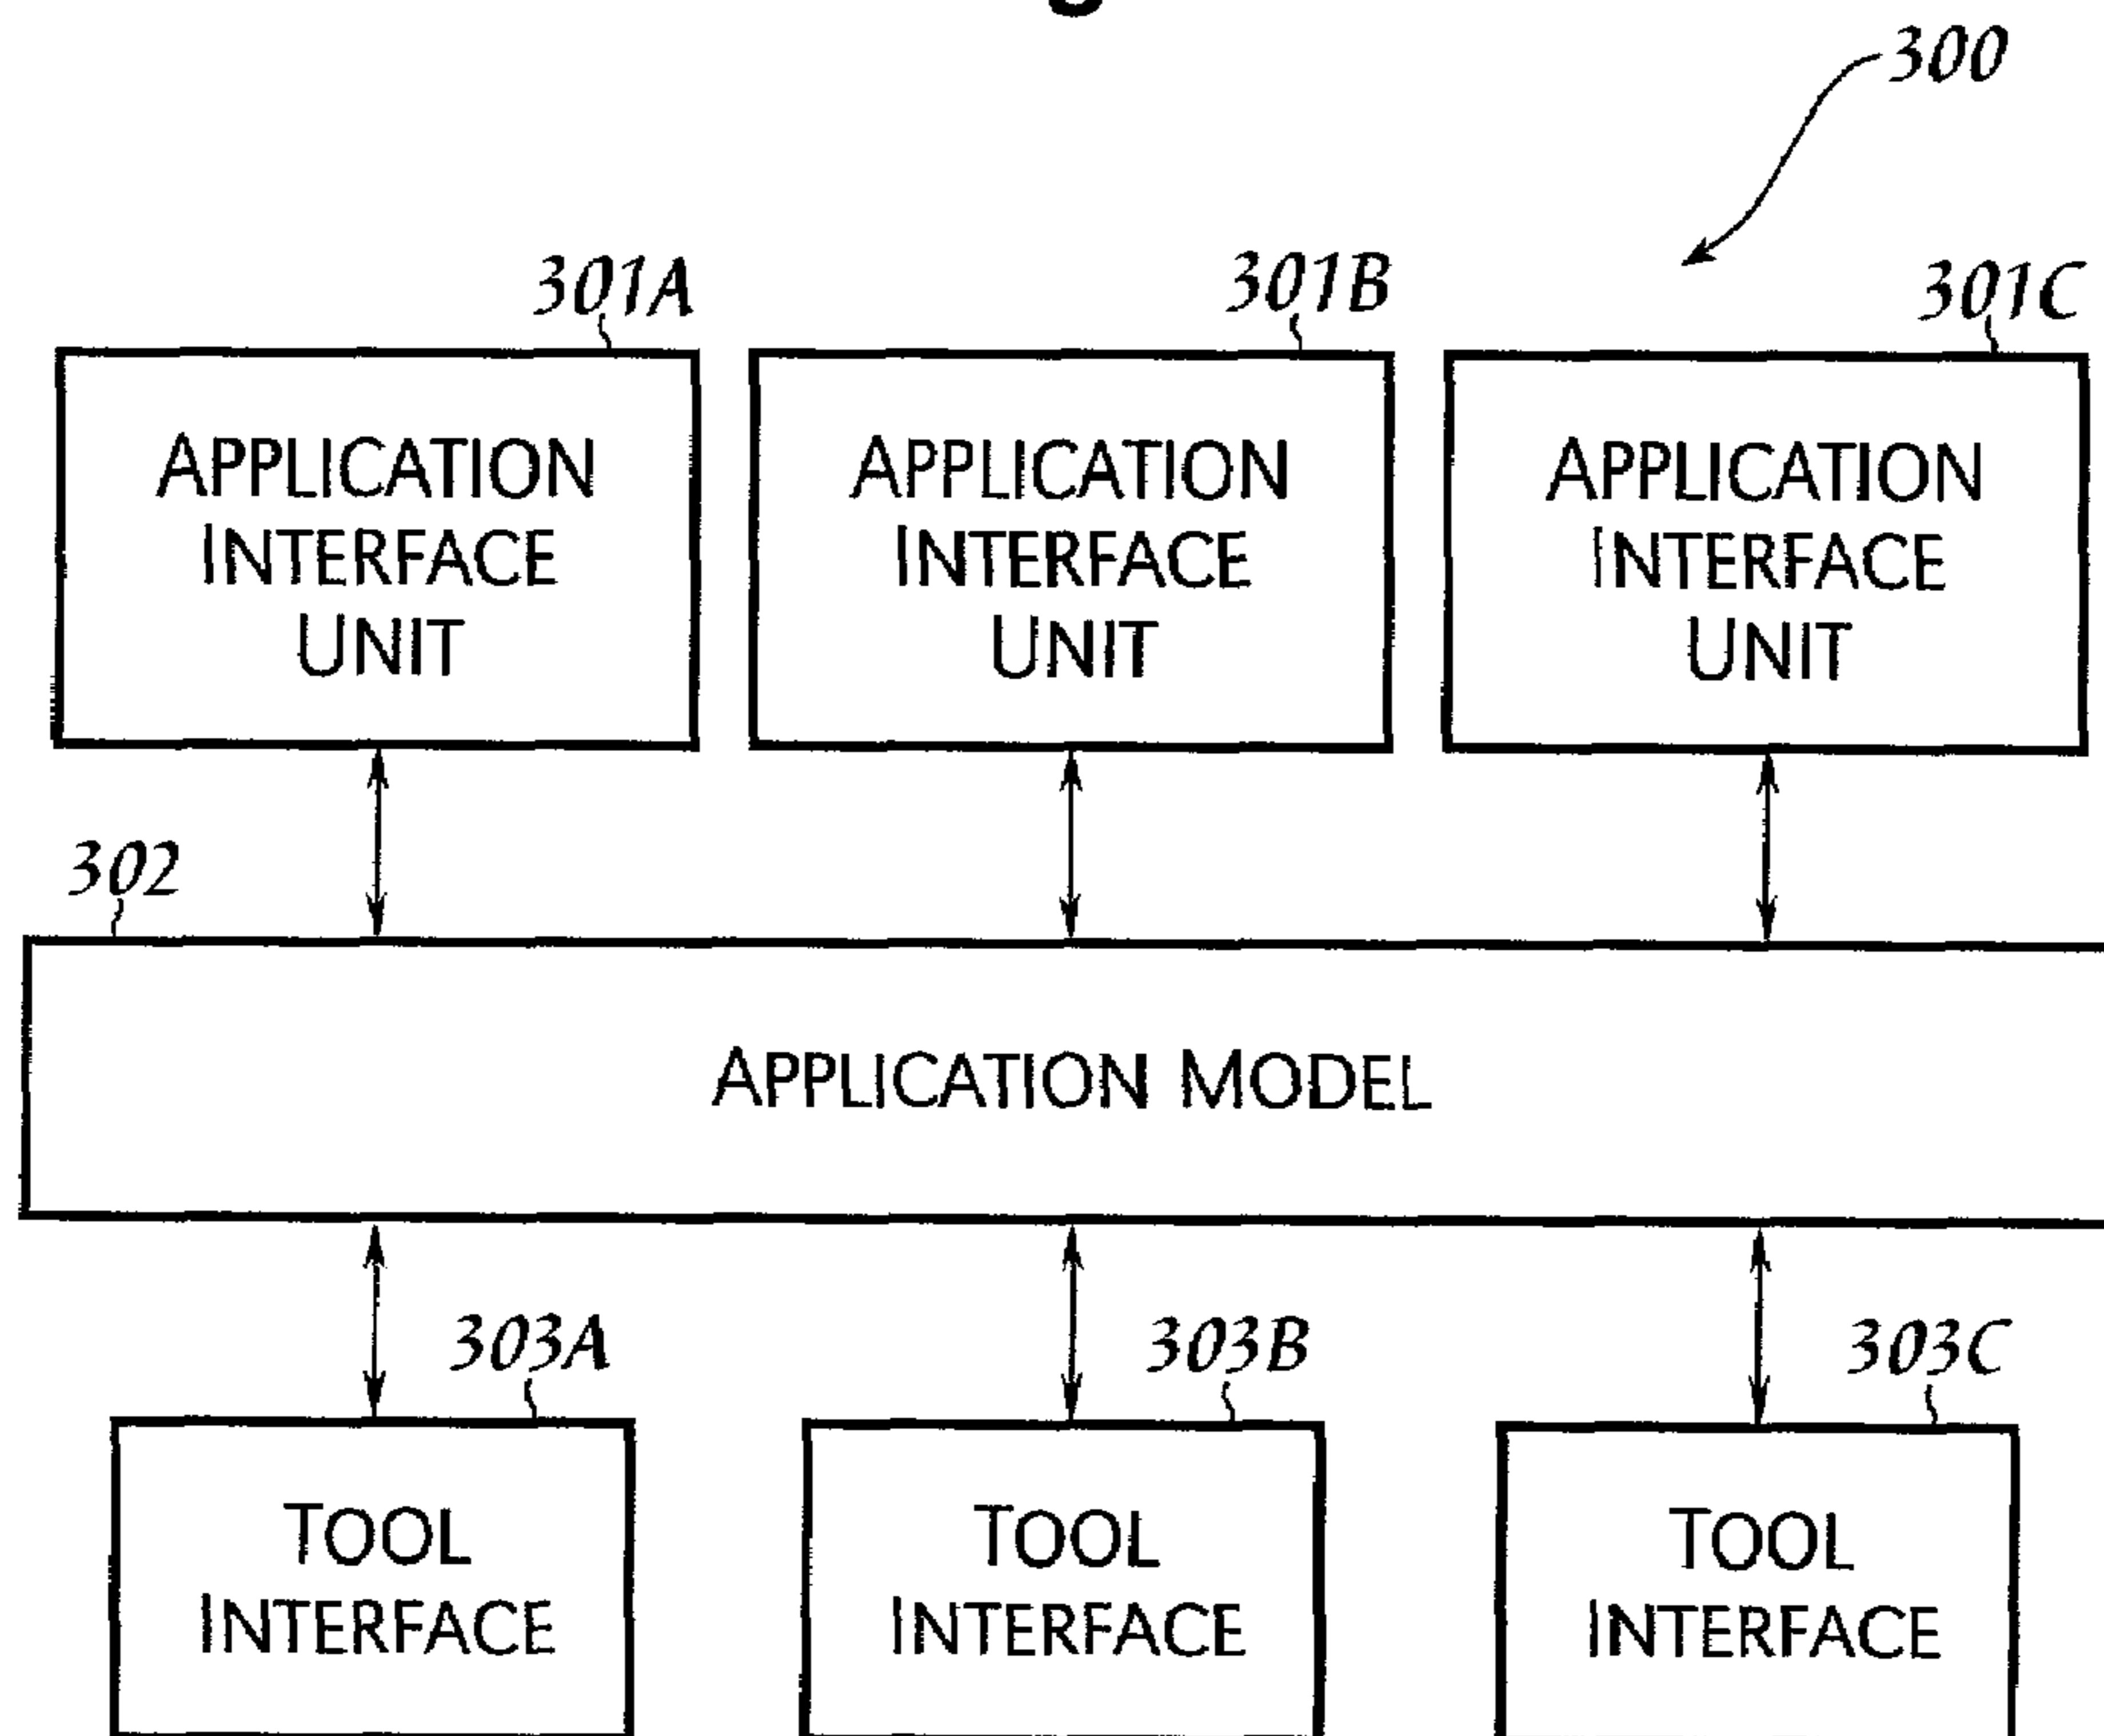 300
301A
301B
301C
APPLICATION
INTERFACE
UNIT
APPLICATION
INTERFACE
UNIT
APPLICATION
INTERFACE
UNIT
302
APPLICATION MODEL
303A
303B
303C
TOOL
INTERFACE
TOOL
INTERFACE
TOOL
INTERFACE